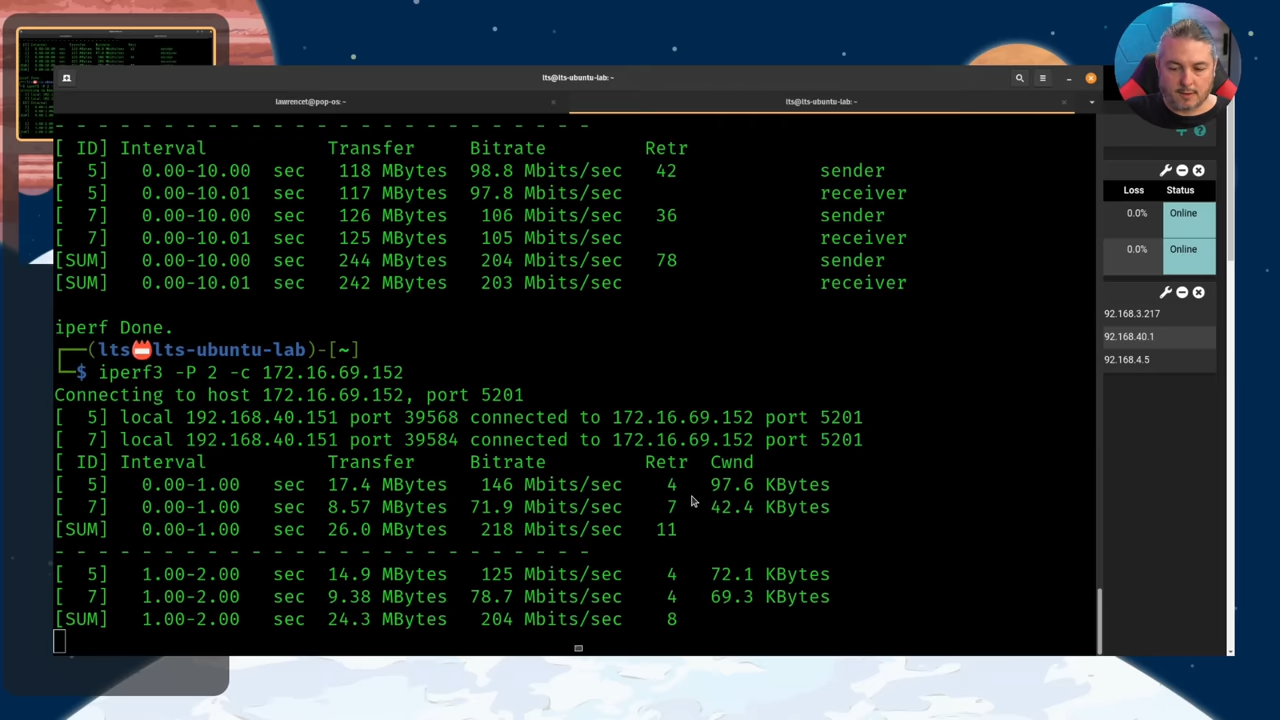 lts@lts-ubuntu-lab: ~
lawrencet@pop-os: ~
lts@lts-ubuntu-lab: ~
[ ID] Interval Transfer Bitrate Retr
[ 5] 0.00-10.00 sec 118 MBytes 98.8 Mbits/sec 42 sender
[ 5] 0.00-10.01 sec 117 MBytes 97.8 Mbits/sec receiver
[ 7] 0.00-10.00 sec 126 MBytes 106 Mbits/sec 36 sender
[ 7] 0.00-10.01 sec 125 MBytes 105 Mbits/sec receiver
[SUM] 0.00-10.00 sec 244 MBytes 204 Mbits/sec 78 sender
[SUM] 0.00-10.01 sec 242 MBytes 203 Mbits/sec receiver
iperf Done.
(lts lts-ubuntu-lab)-[~]
$ iperf3 -P 2 -c 172.16.69.152
Connecting to host 172.16.69.152, port 5201
[ 5] local 192.168.40.151 port 39568 connected to 172.16.69.152 port 5201
[ 7] local 192.168.40.151 port 39584 connected to 172.16.69.152 port 5201
[ ID] Interval Transfer Bitrate Retr Cwnd
[ 5] 0.00-1.00 sec 17.4 MBytes 146 Mbits/sec 4 97.6 KBytes
[ 7] 0.00-1.00 sec 8.57 MBytes 71.9 Mbits/sec 7 42.4 KBytes
[SUM] 0.00-1.00 sec 26.0 MBytes 218 Mbits/sec 11
- - - - - - - - - - - - - - - - - - - - - - - - -
[ 5] 1.00-2.00 sec 14.9 MBytes 125 Mbits/sec 4 72.1 KBytes
[ 7] 1.00-2.00 sec 9.38 MBytes 78.7 Mbits/sec 4 69.3 KBytes
[SUM] 1.00-2.00 sec 24.3 MBytes 204 Mbits/sec 8
Loss Status
0.0% Online
0.0% Online
92.168.3.217
92.168.40.1
92.168.4.5